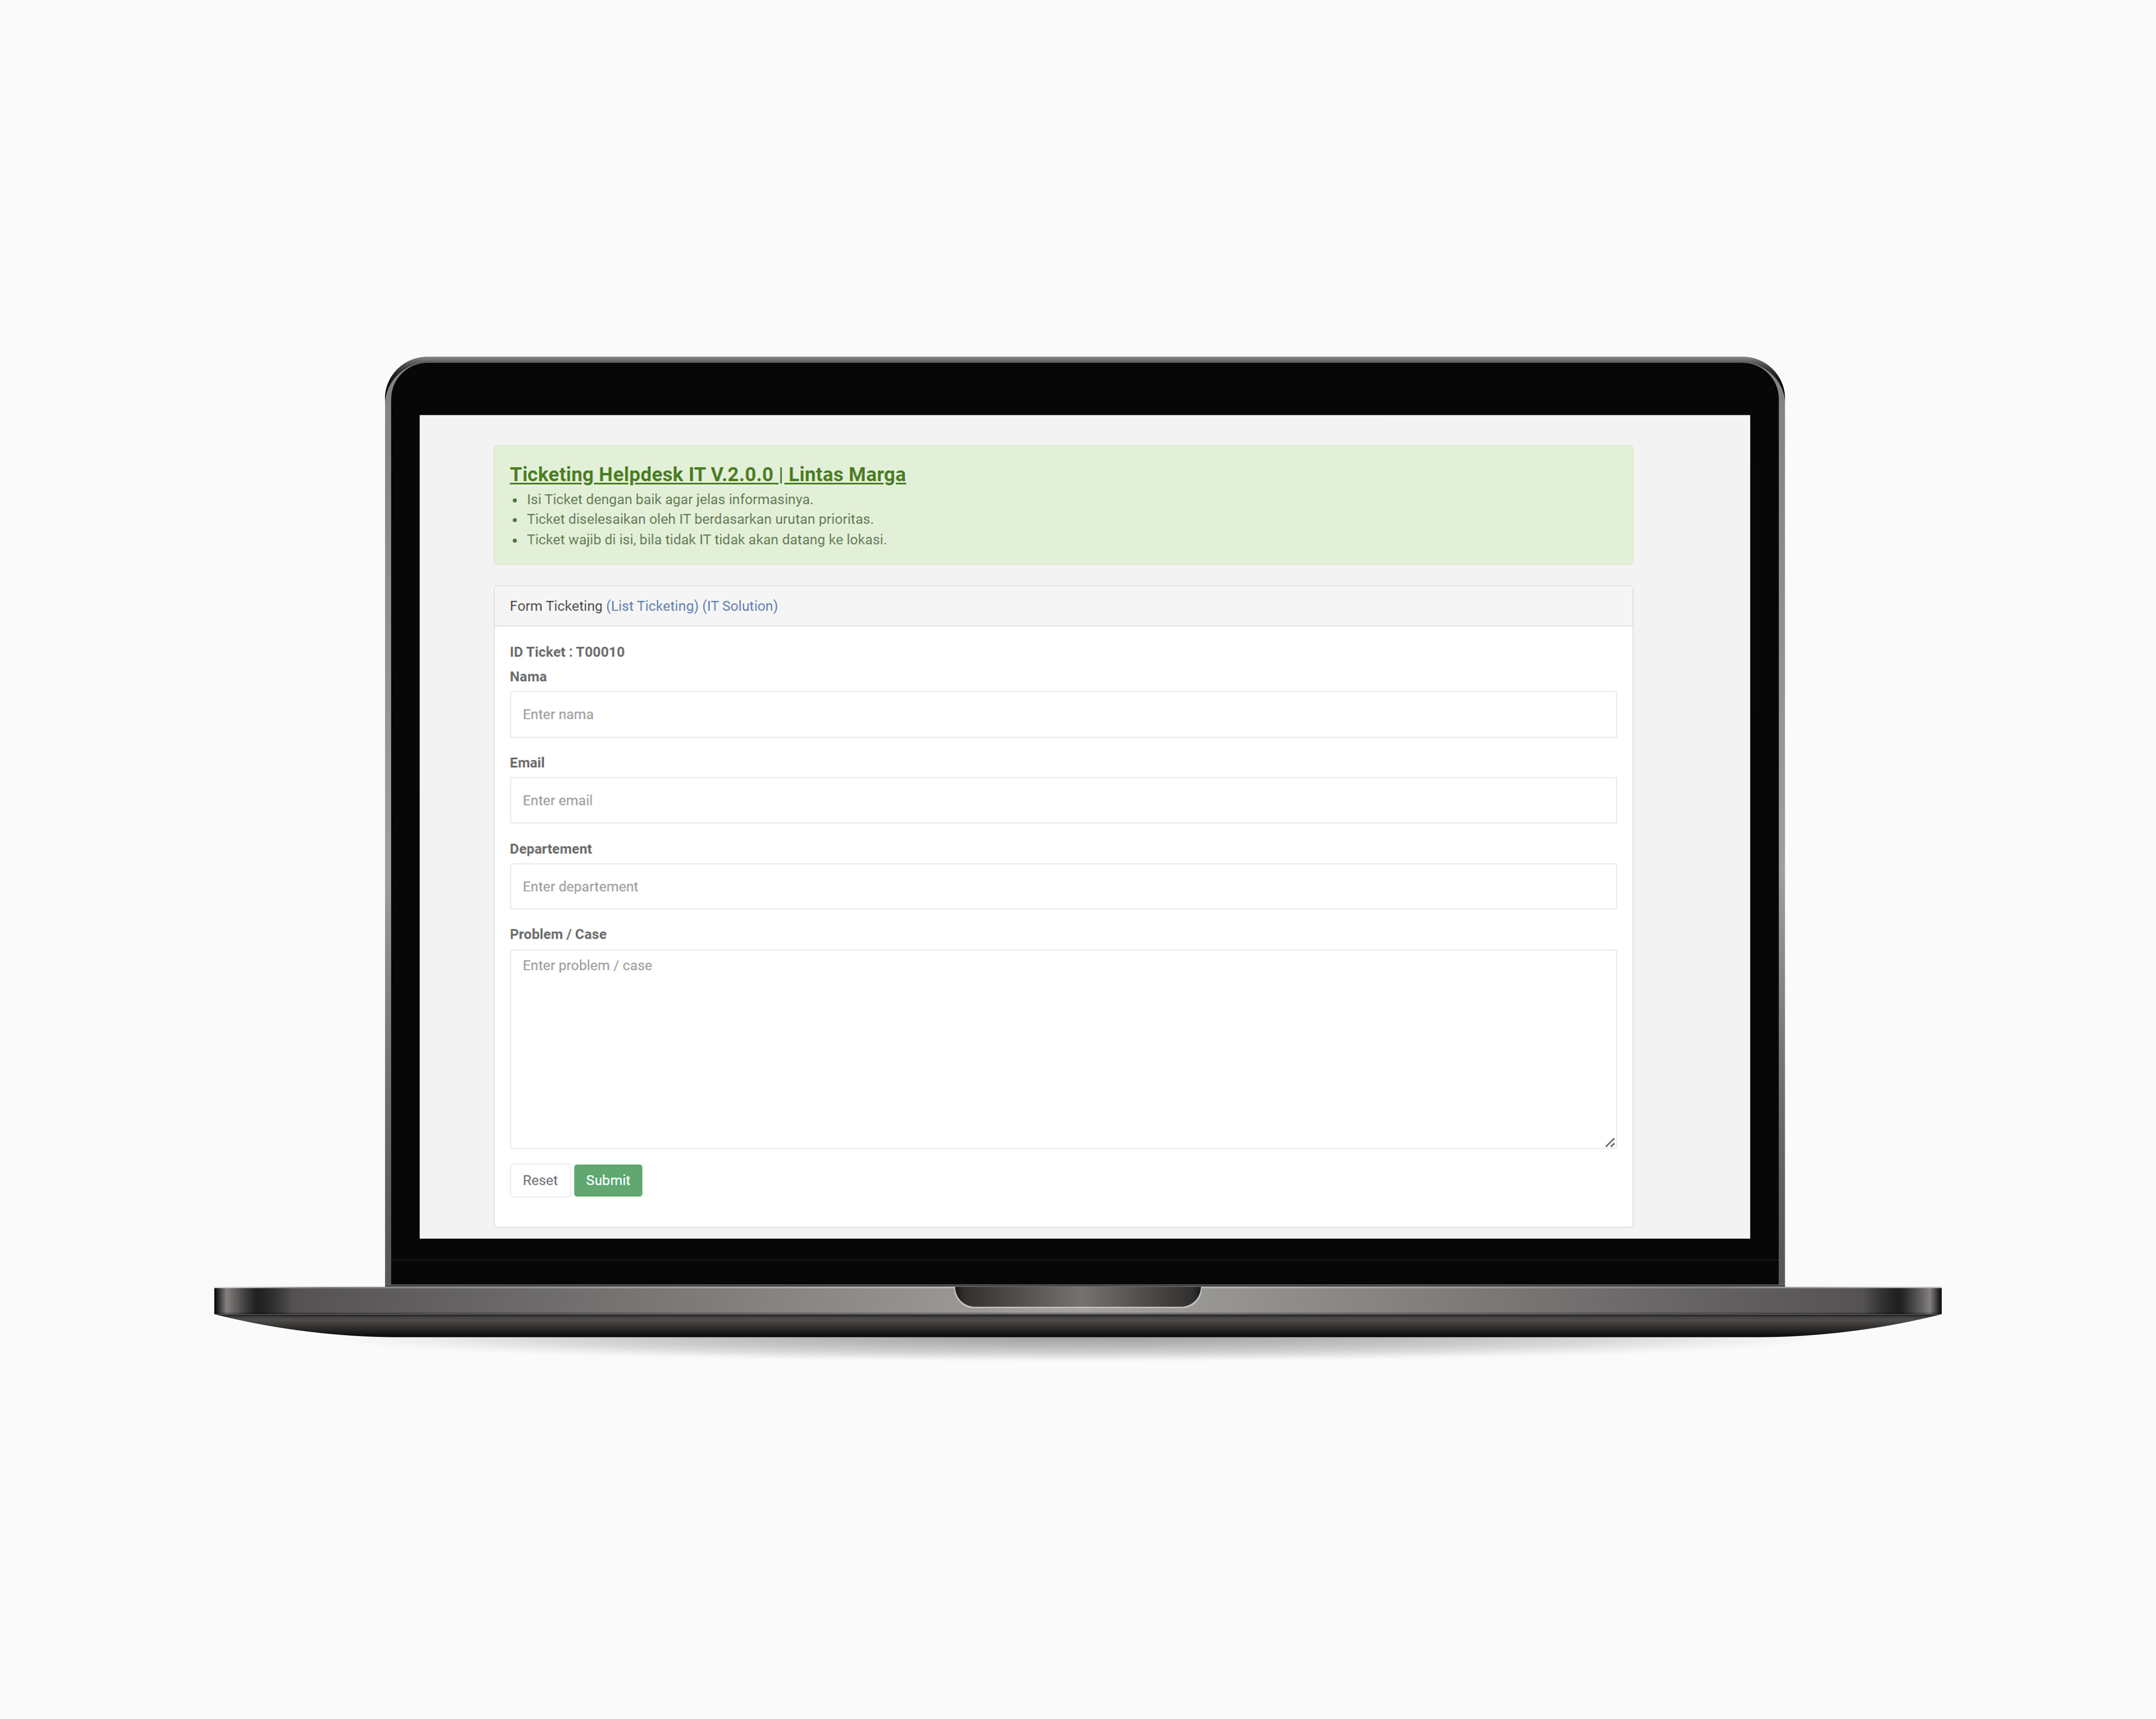 Ticketing Helpdesk IT V.2.0.0 | Lintas Marga
Isi Ticket dengan baik agar jelas informasinya.
Ticket diselesaikan oleh IT berdasarkan urutan prioritas.
Ticket wajib di isi, bila tidak IT tidak akan datang ke lokasi.
Form Ticketing (List Ticketing) (IT Solution)
ID Ticket : T00010
Nama
Enter nama
Email
Enter email
Departement
Enter departement
Problem / Case
Enter problem / case
Reset Submit